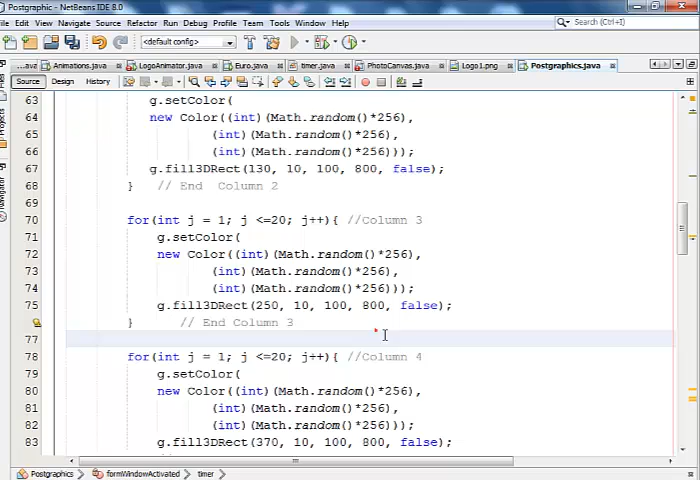 Postgraphic - NetBeans IDE 8.0
File Edit View Navigate Source Refactor Run Debug Profile Team Tools Window Help
Search (Ctrl+I)
<default config>
...ava Animations.java LogoAnimator.java Euro.java timer.java PhotoCanvas.java Logo1.png Postgraphics.java
Source Design History
Projects
Navigator
63 g.setColor(
64 new Color((int)(Math.random()*256),
65 (int)(Math.random()*256),
66 (int)(Math.random()*256)));
67 g.fill3DRect(130, 10, 100, 800, false);
68 } // End Column 2
69
70 for(int j = 1; j <=20; j++){ //Column 3
71 g.setColor(
72 new Color((int)(Math.random()*256),
73 (int)(Math.random()*256),
74 (int)(Math.random()*256)));
75 g.fill3DRect(250, 10, 100, 800, false);
} // End Column 3
77
78 for(int j = 1; j <=20; j++){ //Column 4
79 g.setColor(
80 new Color((int)(Math.random()*256),
81 (int)(Math.random()*256),
82 (int)(Math.random()*256)));
83 g.fill3DRect(370, 10, 100, 800, false);
Postgraphics formWindowActivated timer